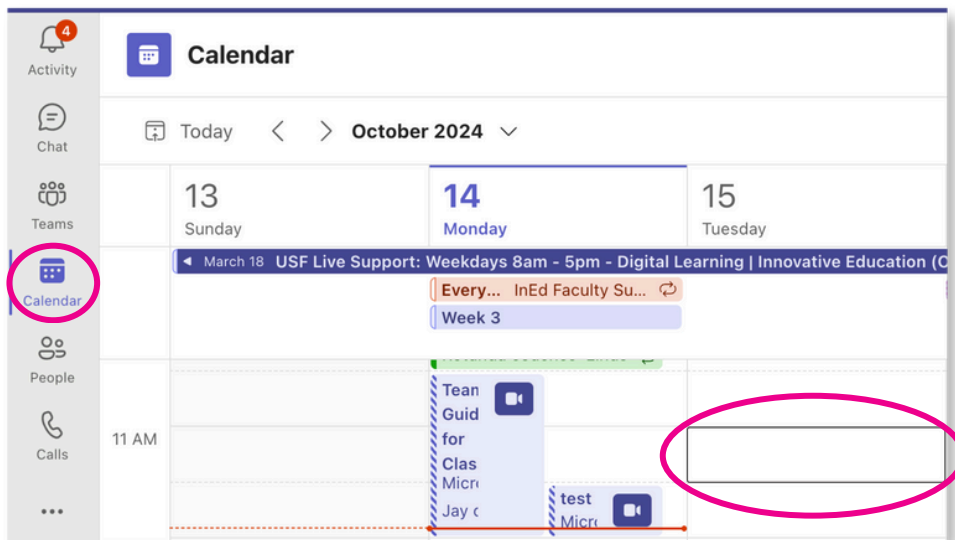 4
Activity
Chat
Teams
Calendar
People
Calls
...
Calendar
Today < > October 2024
13
Sunday
14
Monday
15
Tuesday
March 18 USF Live Support: Weekdays 8am - 5pm - Digital Learning | Innovative Education (O
Every... InEd Faculty Su...
Week 3
11 AM
Team
Guid
for
Clas
Micr
Jay
test
Micr